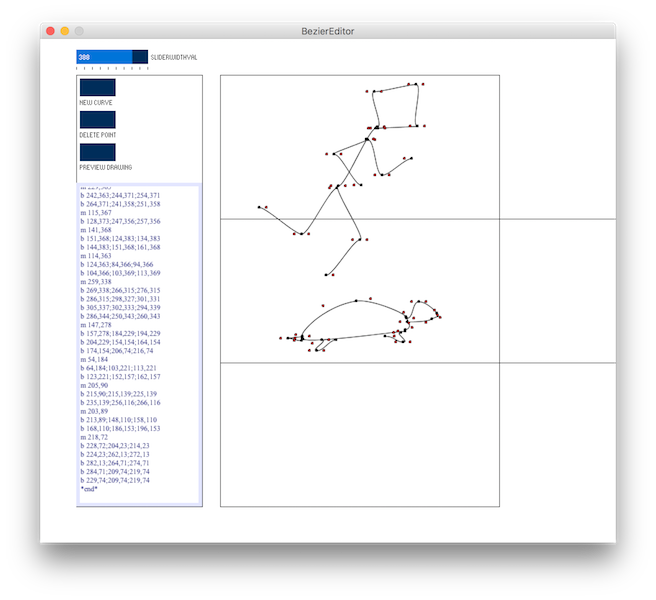 BezierEditor
388 SLIDERWIDTHVAL
NEW CURVE
DELETE POINT
PREVIEW DRAWING
b 242,363;244,371;254,371
b 264,371;241,358;251,358
m 115,367
b 128,373;247,356;257,356
m 141,368
b 151,368;124,383;134,383
b 144,383;151,368;161,368
m 114,363
b 124,363;84,366;94,366
b 104,366;103,369;113,369
m 259,338
b 269,338;266,315;276,315
b 286,315;298,327;301,331
b 305,337;302,333;294,339
b 286,344;250,343;260,343
m 147,278
b 157,278;184,229;194,229
b 204,229;154,154;164,154
b 174,154;206,74;216,74
m 54,184
b 64,184;103,221;113,221
b 123,221;152,157;162,157
m 205,90
b 215,90;215,139;225,139
b 235,139;256,116;266,116
m 203,89
b 213,89;148,110;158,110
b 168,110;186,153;196,153
m 218,72
b 228,72;204,23;214,23
b 224,23;262,13;272,13
b 282,13;264,71;274,71
b 284,71;209,74;219,74
b 229,74;209,74;219,74
*end*